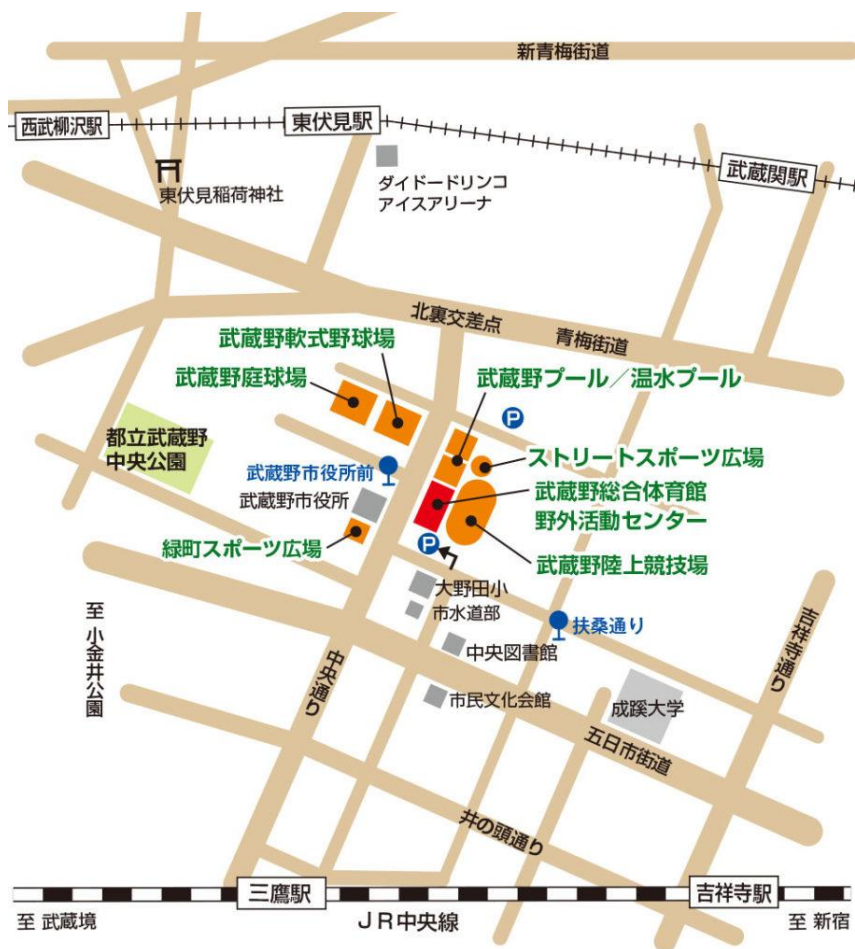 新青梅街道
西武柳沢駅
東伏見駅
武蔵関駅
東伏見稲荷神社
ダイドードリンコ
アイスアリーナ
北裏交差点
青梅街道
武蔵野軟式野球場
武蔵野庭球場
武蔵野プール／温水プール
P
都立武蔵野
中央公園
武蔵野市役所前
ストリートスポーツ広場
武蔵野市役所
武蔵野総合体育館
野外活動センター
緑町スポーツ広場
P
武蔵野陸上競技場
大野田小
市水道部
扶桑通り
至 小金井公園
中央通り
中央図書館
吉祥寺通り
市民文化会館
成蹊大学
五日市街道
井の頭通り
三鷹駅
吉祥寺駅
至 武蔵境
JR中央線
至 新宿